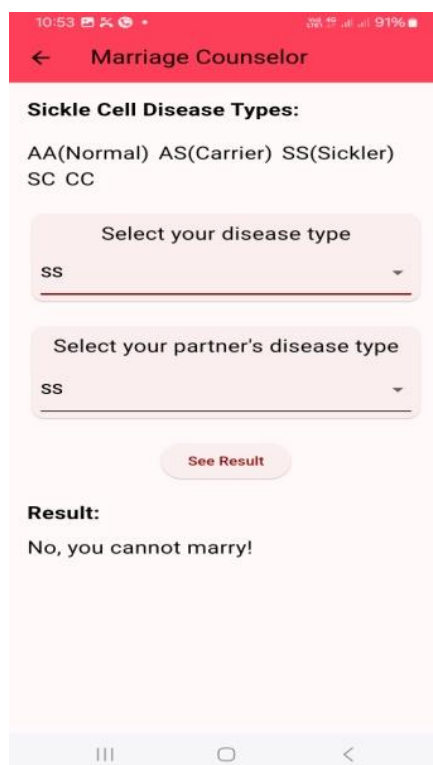 10:53
91%
Marriage Counselor
Sickle Cell Disease Types:
AA(Normal) AS(Carrier) SS(Sickler)
SC CC
Select your disease type
SS
Select your partner's disease type
SS
See Result
Result:
No, you cannot marry!